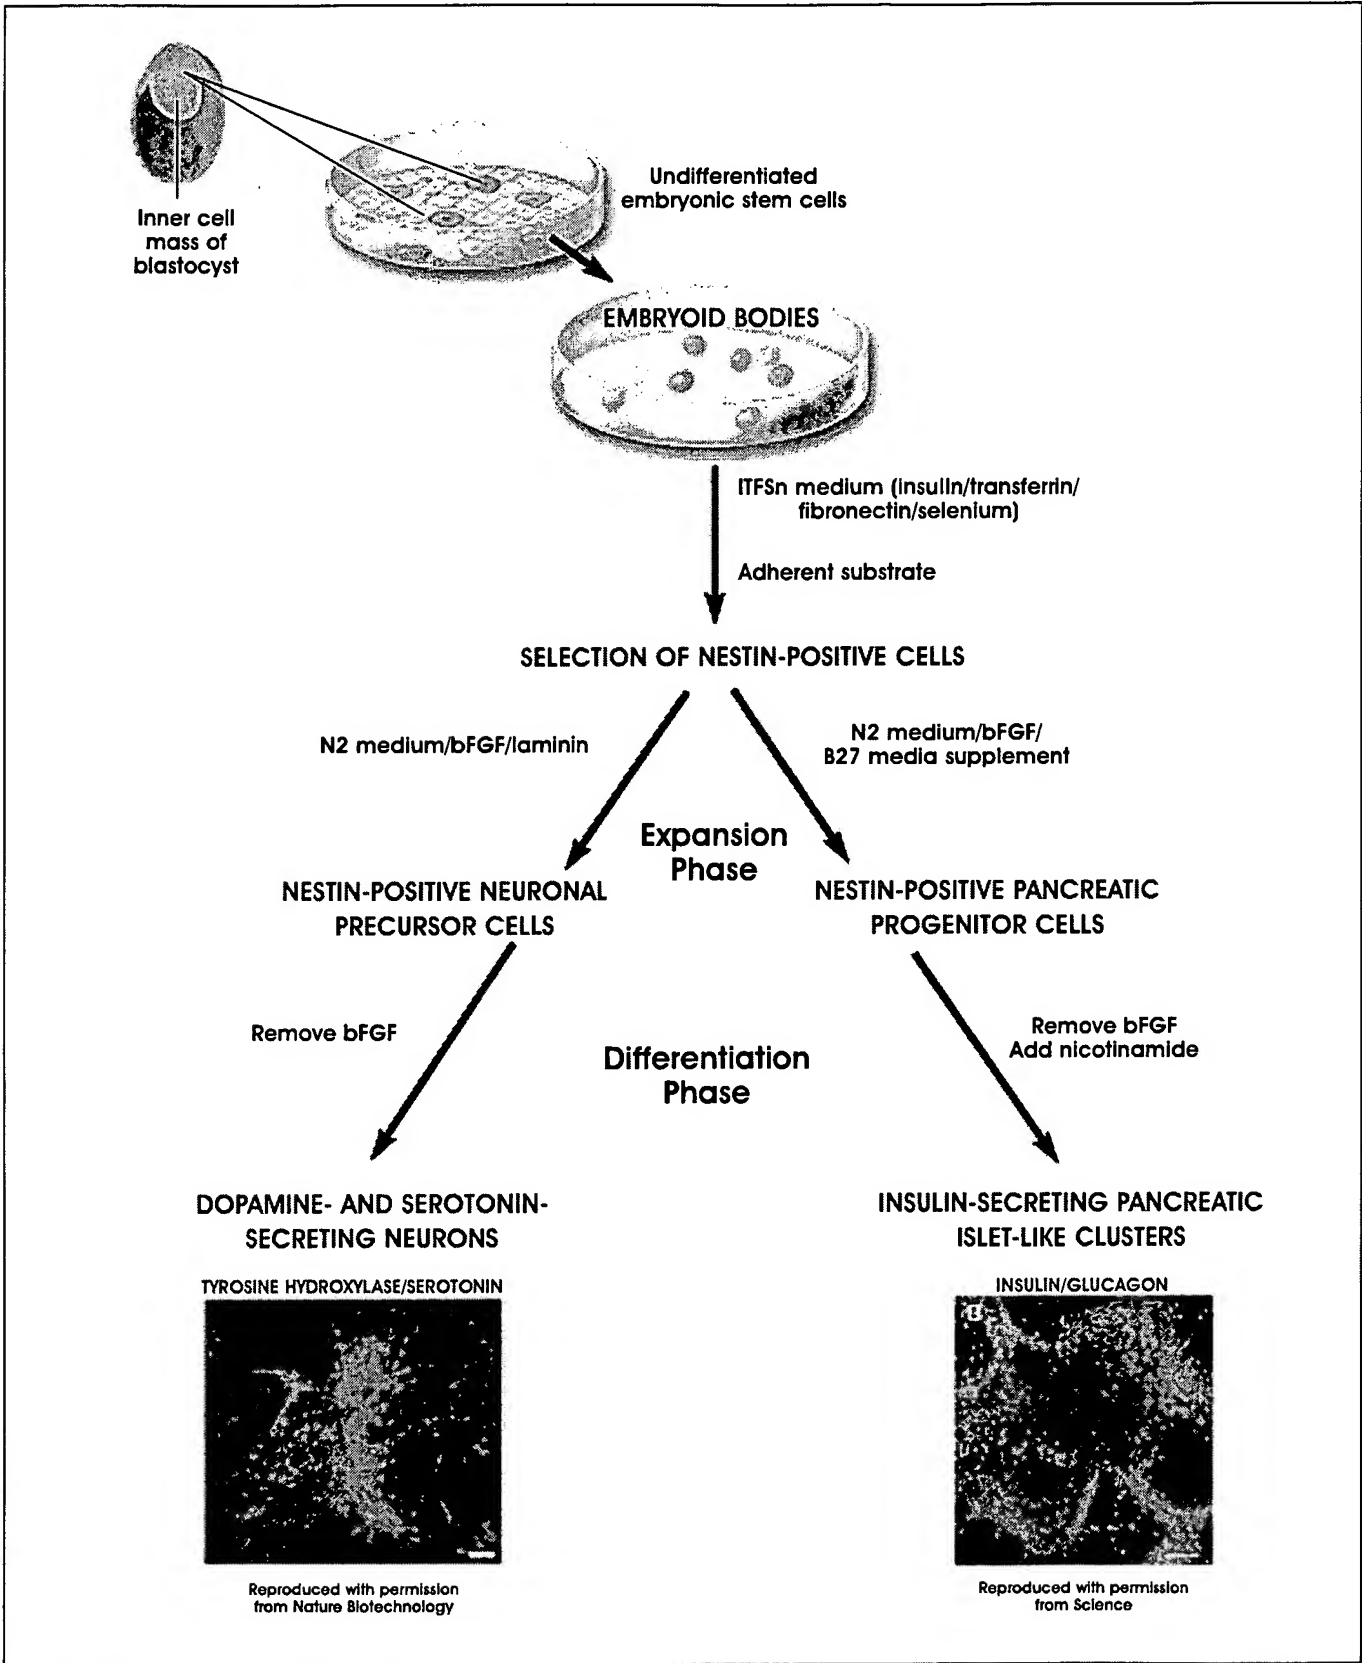 Undifferentiated
embryonic stem cells
Inner cell
mass of
blastocyst
EMBRYOID BODIES
ITFSn medium (insulin/transferrin/
fibronectin/selenium)
Adherent substrate
SELECTION OF NESTIN-POSITIVE CELLS
N2 medium/bFGF/laminin
N2 medium/bFGF/
B27 media supplement
Expansion
Phase
NESTIN-POSITIVE NEURONAL
PRECURSOR CELLS
NESTIN-POSITIVE PANCREATIC
PROGENITOR CELLS
Remove bFGF
Remove bFGF
Add nicotinamide
Differentiation
Phase
DOPAMINE- AND SEROTONIN-
SECRETING NEURONS
INSULIN-SECRETING PANCREATIC
ISLET-LIKE CLUSTERS
TYROSINE HYDROXYLASE/SEROTONIN
INSULIN/GLUCAGON
B
Reproduced with permission
from Nature Biotechnology
Reproduced with permission
from Science